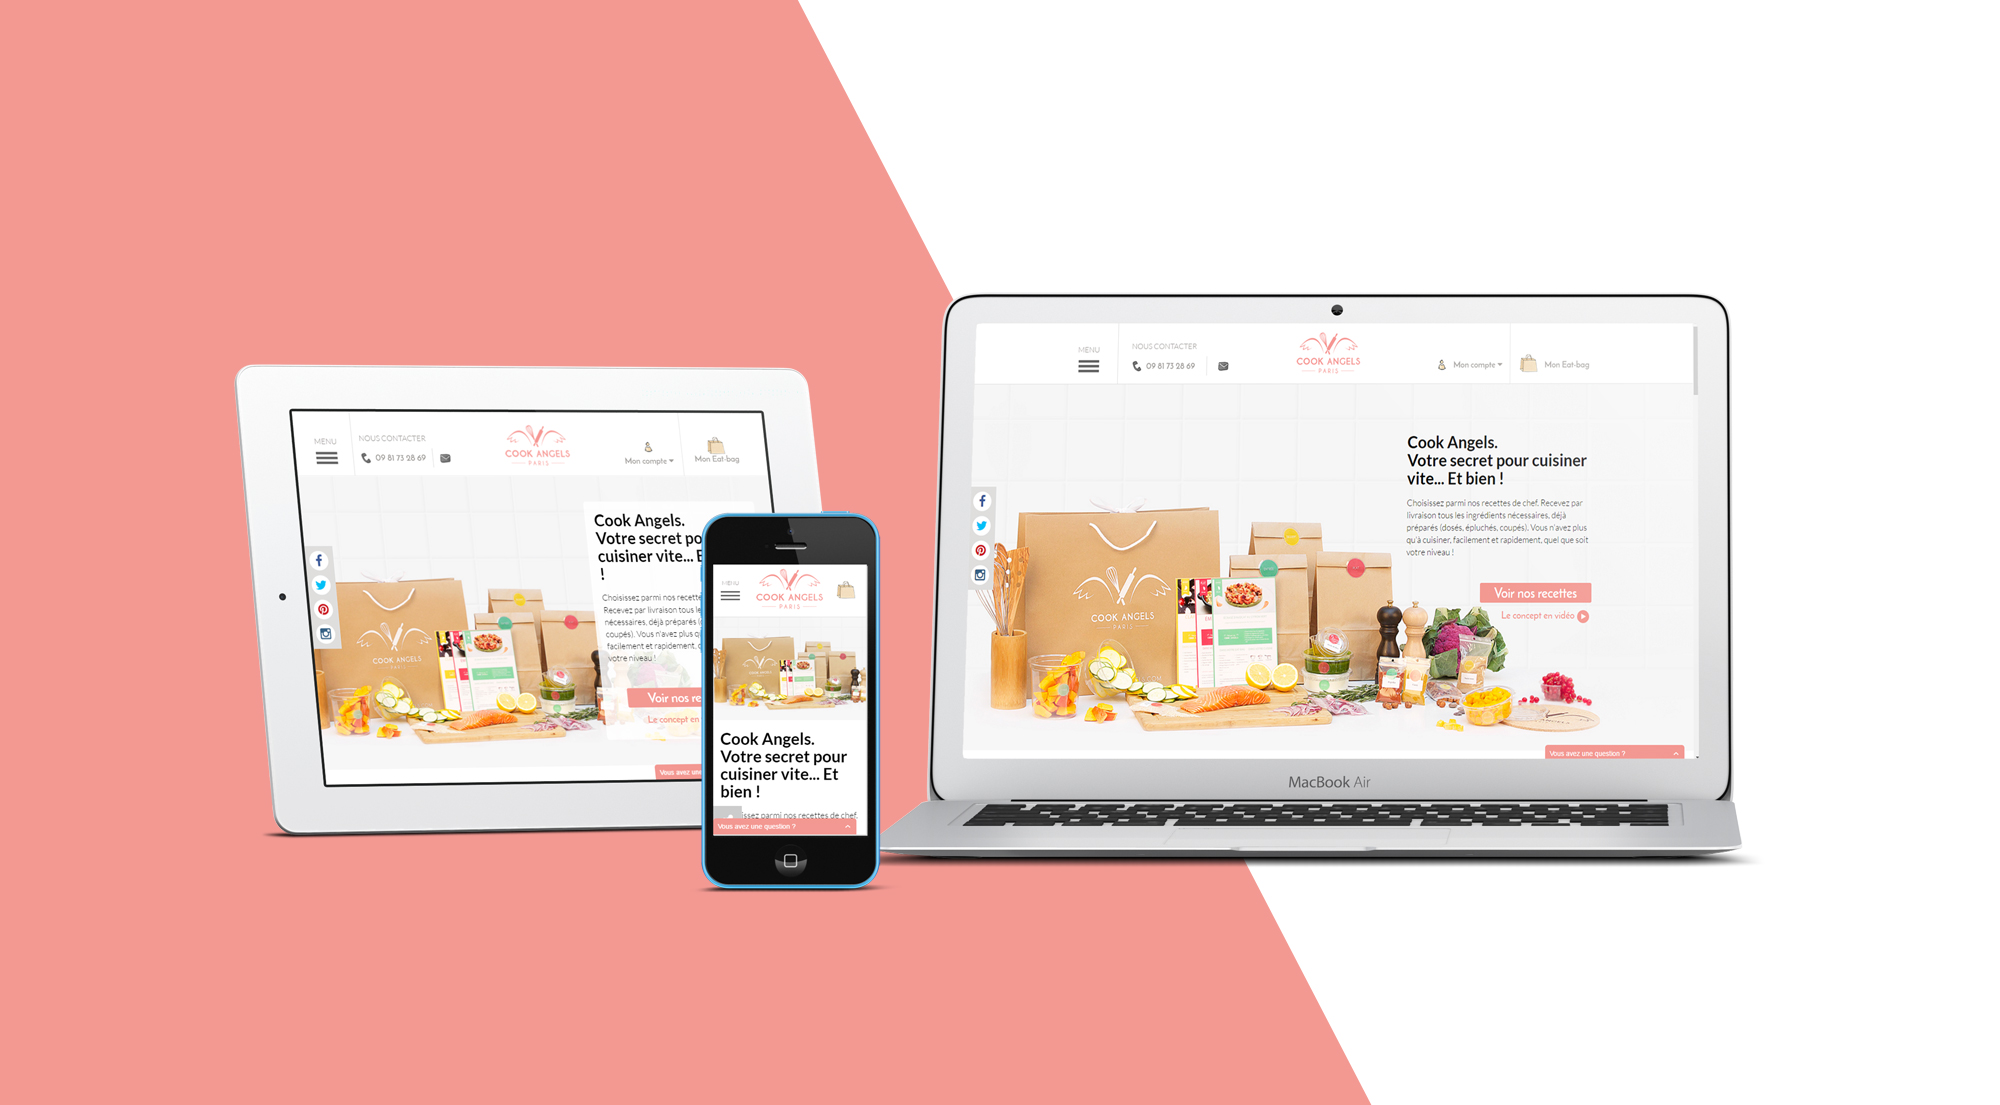 MENU
NOUS CONTACTER
09 81 73 28 69
COOK ANGELS
PARIS
Mon compte
Mon Eat-bag
Cook Angels.
Votre secret po
cuisiner vite... E
!
Choisissez parmi nos recette
Recevez par livraison tous le
nécessaires, déjà préparés (
coupés). Vous n'avez plus q
facilement et rapidement, q
votre niveau !
Voir nos re
Le concept en
COOK ANGELS
PARIS
Vous avez un
MENU
COOK ANGELS
PARIS
Cook Angels.
Votre secret pour
cuisiner vite... Et
bien !
issez parmi nos recettes de chef.
Vous avez une question ?
MENU
NOUS CONTACTER
09 81 73 28 69
COOK ANGELS
PARIS
Mon compte
Mon Eat-bag
Cook Angels.
Votre secret pour cuisiner
vite... Et bien !
Choisissez parmi nos recettes de chef. Recevez par
livraison tous les ingrédients nécessaires, déjà
préparés (dosés, épluchés, coupés). Vous n'avez plus
qu'à cuisiner, facilement et rapidement, quel que soit
votre niveau !
Voir nos recettes
Le concept en vidéo
COOK ANGELS
PARIS
Vous avez une question ?
MacBook Air